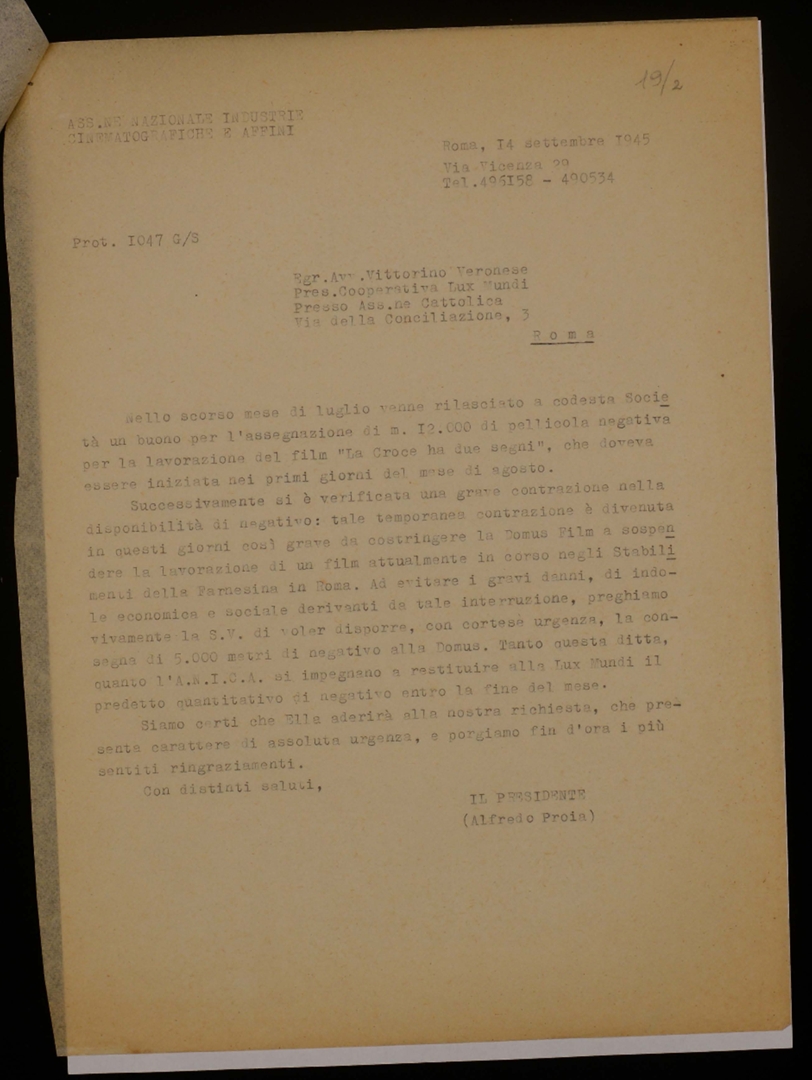 19/2
ASS.NE NAZIONALE INDUSTRIE
CINEMATOGRAFICHE E AFFINI
Roma, I4 settembre I945
Via Vicenza 29
Tel.496I58 - 490534
Prot. I047 G/S
Egr.Avv.Vittorino Veronese
Pres.Cooperativa Lux Mundi
Presso Ass.ne Cattolica
Via della Conciliazione, 3
Roma
Nello scorso mese di luglio venne rilasciato a codesta Socie
tà un buono per l'assegnazione di m. I2.000 di pellicola negativa
per la lavorazione del film "La Croce ha due segni", che doveva
essere iniziata nei primi giorni del mese di agosto.
Successivamente si è verificata una grave contrazione nella
disponibilità di negativo: tale temporanea contrazione è divenuta
in questi giorni così grave da costringere la Domus Film a sospen
dere la lavorazione di un film attualmente in corso negli Stabili
menti della Farnesina in Roma. Ad evitare i gravi danni, di indo-
le economica e sociale derivanti da tale interruzione, preghiamo
vivamente la S.V. di voler disporre, con cortese urgenza, la con-
segna di 5.000 metri di negativo alla Domus. Tanto questa ditta,
quanto l'A.N.I.C.A. si impegnano a restituire alla Lux Mundi il
predetto quantitativo di negativo entro la fine del mese.
Siamo certi che Ella aderirà alla nostra richiesta, che pre-
senta carattere di assoluta urgenza, e porgiamo fin d'ora i più
sentiti ringraziamenti.
Con distinti saluti,
IL PRESIDENTE
(Alfredo Proia)